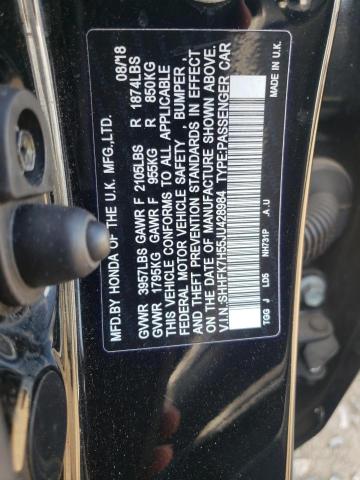 MFD.BY HONDA OF THE U.K. MFG.,LTD. 08/18
GVWR 3957LBS GAWR F 2105LBS R 1874LBS
GVWR 1795KG GAWR F 955KG R 850KG
THIS VEHICLE CONFORMS TO ALL APPLICABLE
FEDERAL MOTOR VEHICLE SAFETY , BUMPER,
AND THEFT PREVENTION STANDARDS IN EFFECT
ON THE DATE OF MANUFACTURE SHOWN ABOVE.
V.I.N.:SHHFK7H55JU428984 TYPE:PASSENGER CAR
TGG J LD5 NH731P A.U MADE IN U.K.